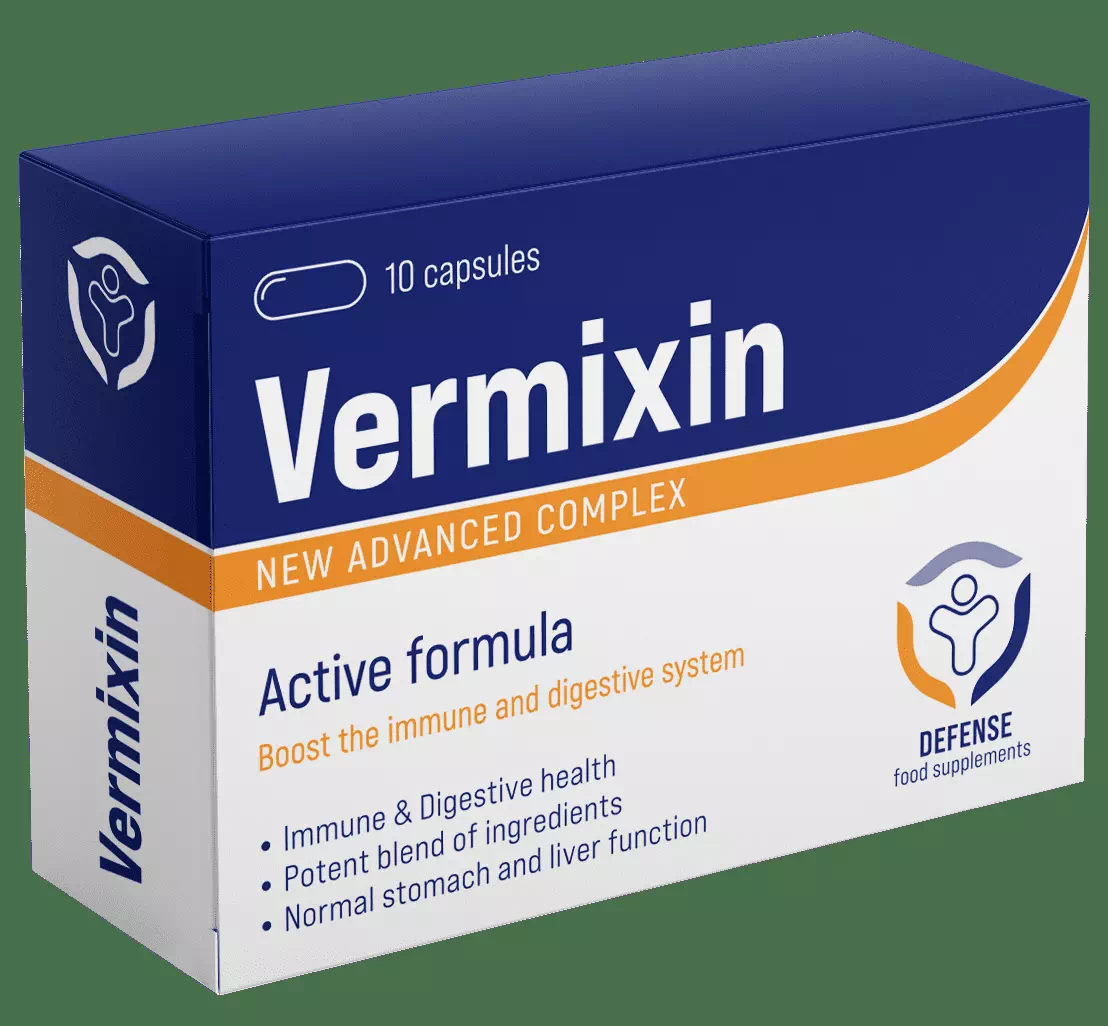 10 capsules
Vermixin
NEW ADVANCED COMPLEX
Active formula
Boost the immune and digestive system
• Immune & Digestive health
• Potent blend of ingredients
• Normal stomach and liver function
DEFENSE
food supplements
Vermixin